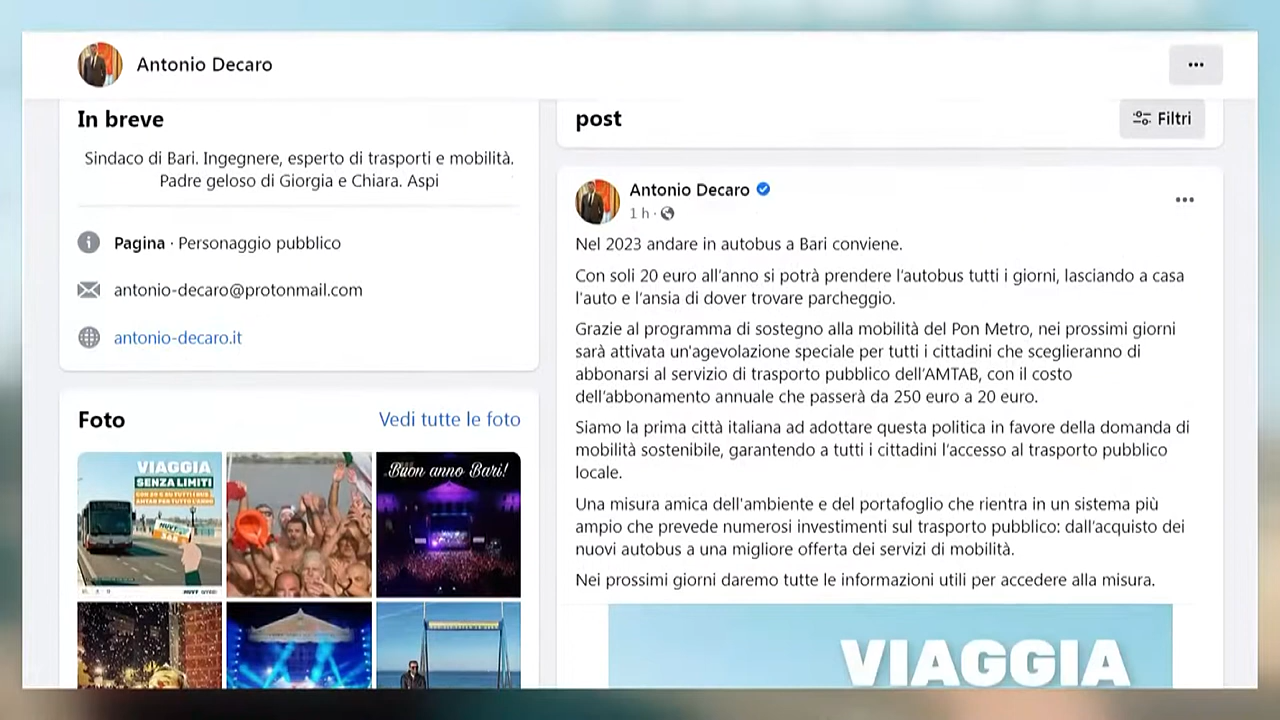 Antonio Decaro
In breve
Sindaco di Bari. Ingegnere, esperto di trasporti e mobilità.
Padre geloso di Giorgia e Chiara. Aspi
Pagina · Personaggio pubblico
antonio-decaro@protonmail.com
antonio-decaro.it
Foto
Vedi tutte le foto
VIAGGIA
SENZA LIMITI
Buon anno Bari!
post
Filtri
Antonio Decaro
1 h ·
Nel 2023 andare in autobus a Bari conviene.
Con soli 20 euro all'anno si potrà prendere l'autobus tutti i giorni, lasciando a casa
l'auto e l'ansia di dover trovare parcheggio.
Grazie al programma di sostegno alla mobilità del Pon Metro, nei prossimi giorni
sarà attivata un'agevolazione speciale per tutti i cittadini che sceglieranno di
abbonarsi al servizio di trasporto pubblico dell'AMTAB, con il costo
dell'abbonamento annuale che passerà da 250 euro a 20 euro.
Siamo la prima città italiana ad adottare questa politica in favore della domanda di
mobilità sostenibile, garantendo a tutti i cittadini l'accesso al trasporto pubblico
locale.
Una misura amica dell'ambiente e del portafoglio che rientra in un sistema più
ampio che prevede numerosi investimenti sul trasporto pubblico: dall'acquisto dei
nuovi autobus a una migliore offerta dei servizi di mobilità.
Nei prossimi giorni daremo tutte le informazioni utili per accedere alla misura.
VIAGGIA